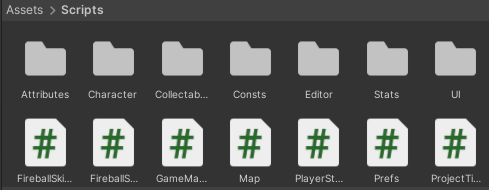 Assets > Scripts
Attributes Character Collectab... Consts Editor Stats UI
FireballSki... FireballS... GameMa... Map PlayerSt... Prefs ProjectTi...